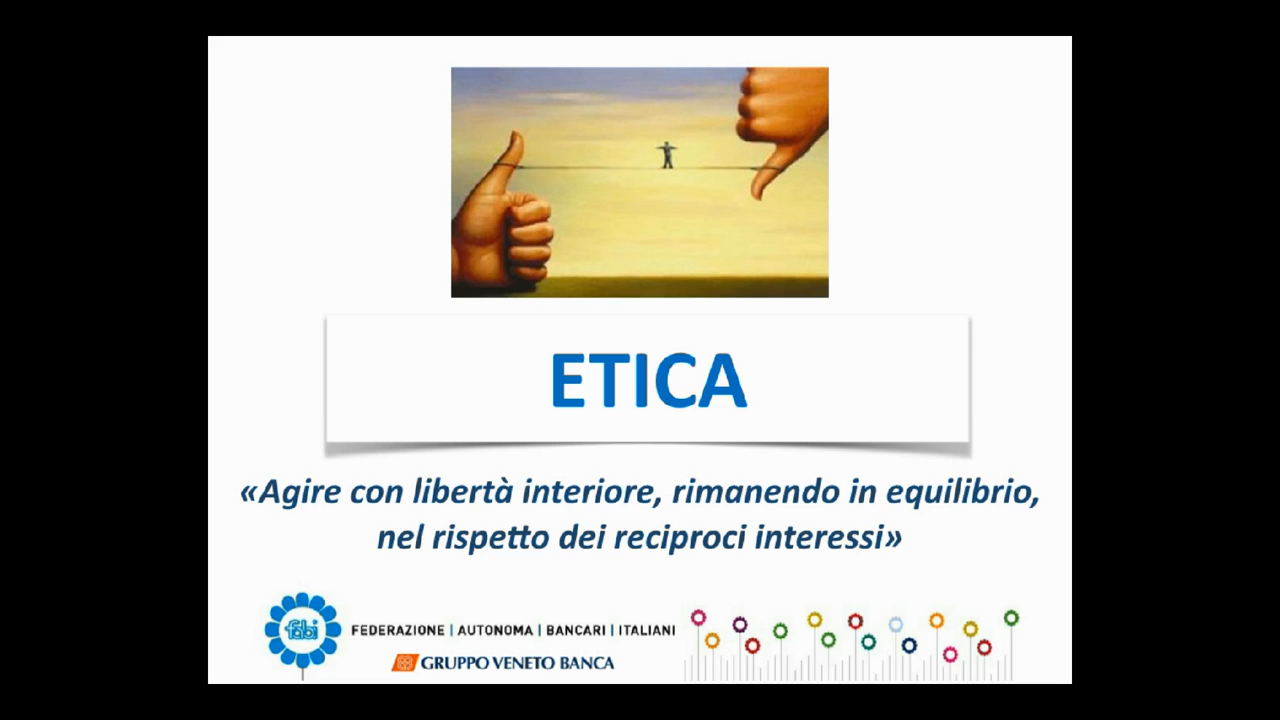 ETICA
«Agire con libertà interiore, rimanendo in equilibrio,
nel rispetto dei reciproci interessi»
fabi
FEDERAZIONE | AUTONOMA | BANCARI | ITALIANI
GRUPPO VENETO BANCA